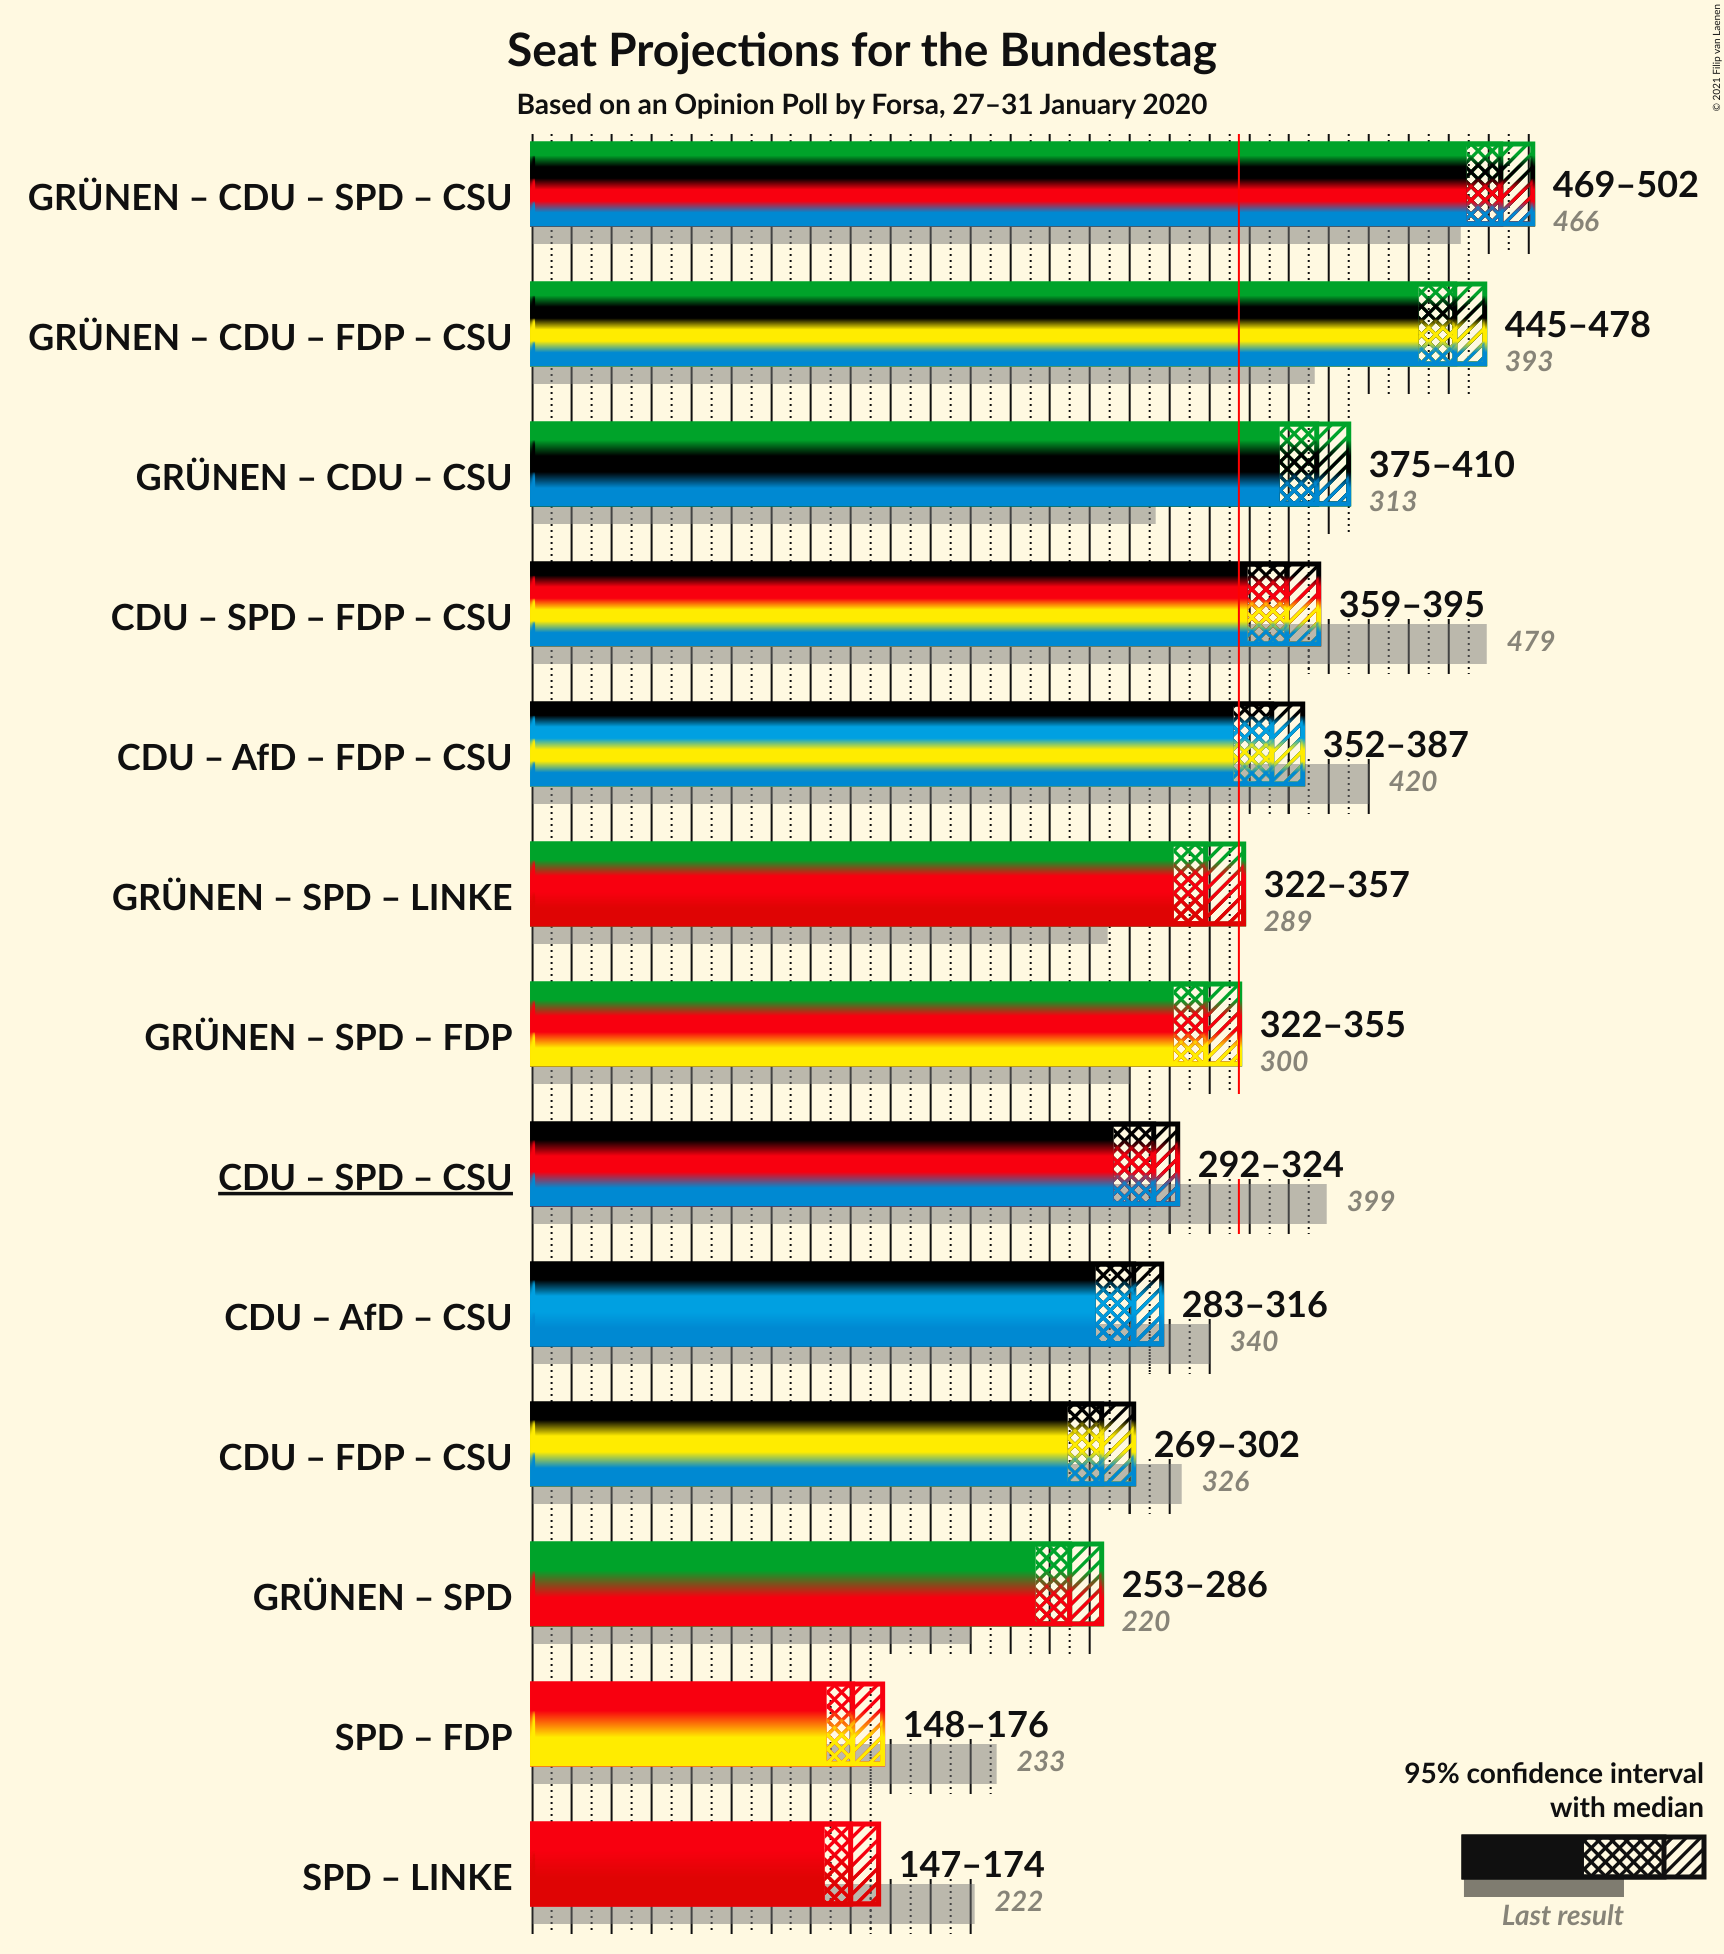 Seat Projections for the Bundestag
Based on an Opinion Poll by Forsa, 27–31 January 2020
© 2021 Filip van Laenen
GRÜNEN – CDU – SPD – CSU
469–502
466
GRÜNEN – CDU – FDP – CSU
445–478
393
GRÜNEN – CDU – CSU
375–410
313
CDU – SPD – FDP – CSU
359–395
479
CDU – AfD – FDP – CSU
352–387
420
GRÜNEN – SPD – LINKE
322–357
289
GRÜNEN – SPD – FDP
322–355
300
CDU – SPD – CSU
292–324
399
CDU – AfD – CSU
283–316
340
CDU – FDP – CSU
269–302
326
GRÜNEN – SPD
253–286
220
SPD – FDP
148–176
233
SPD – LINKE
147–174
222
95% confidence interval
with median
Last result